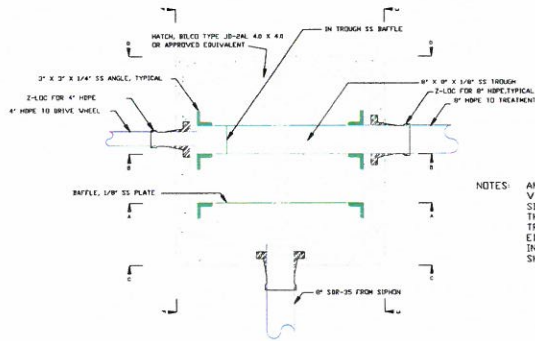 HATCH, BILCO TYPE JD-2AL 4.0 X 4.0
OR APPROVED EQUIVALENT
IN TROUGH SS BAFFLE
3" X 3" X 1/4" SS ANGLE, TYPICAL
8" X 8" X 1/8" SS TROUGH
Z-LOC FOR 4" HDPE
Z-LOC FOR 8" HDPE, TYPICAL
4" HDPE TO DRIVE WHEEL
8" HDPE TO TREATMENT
D
D
B
B
BAFFLE, 1/8" SS PLATE
A
A
C
C
8" SDR-35 FROM SIPHON
NOTES: